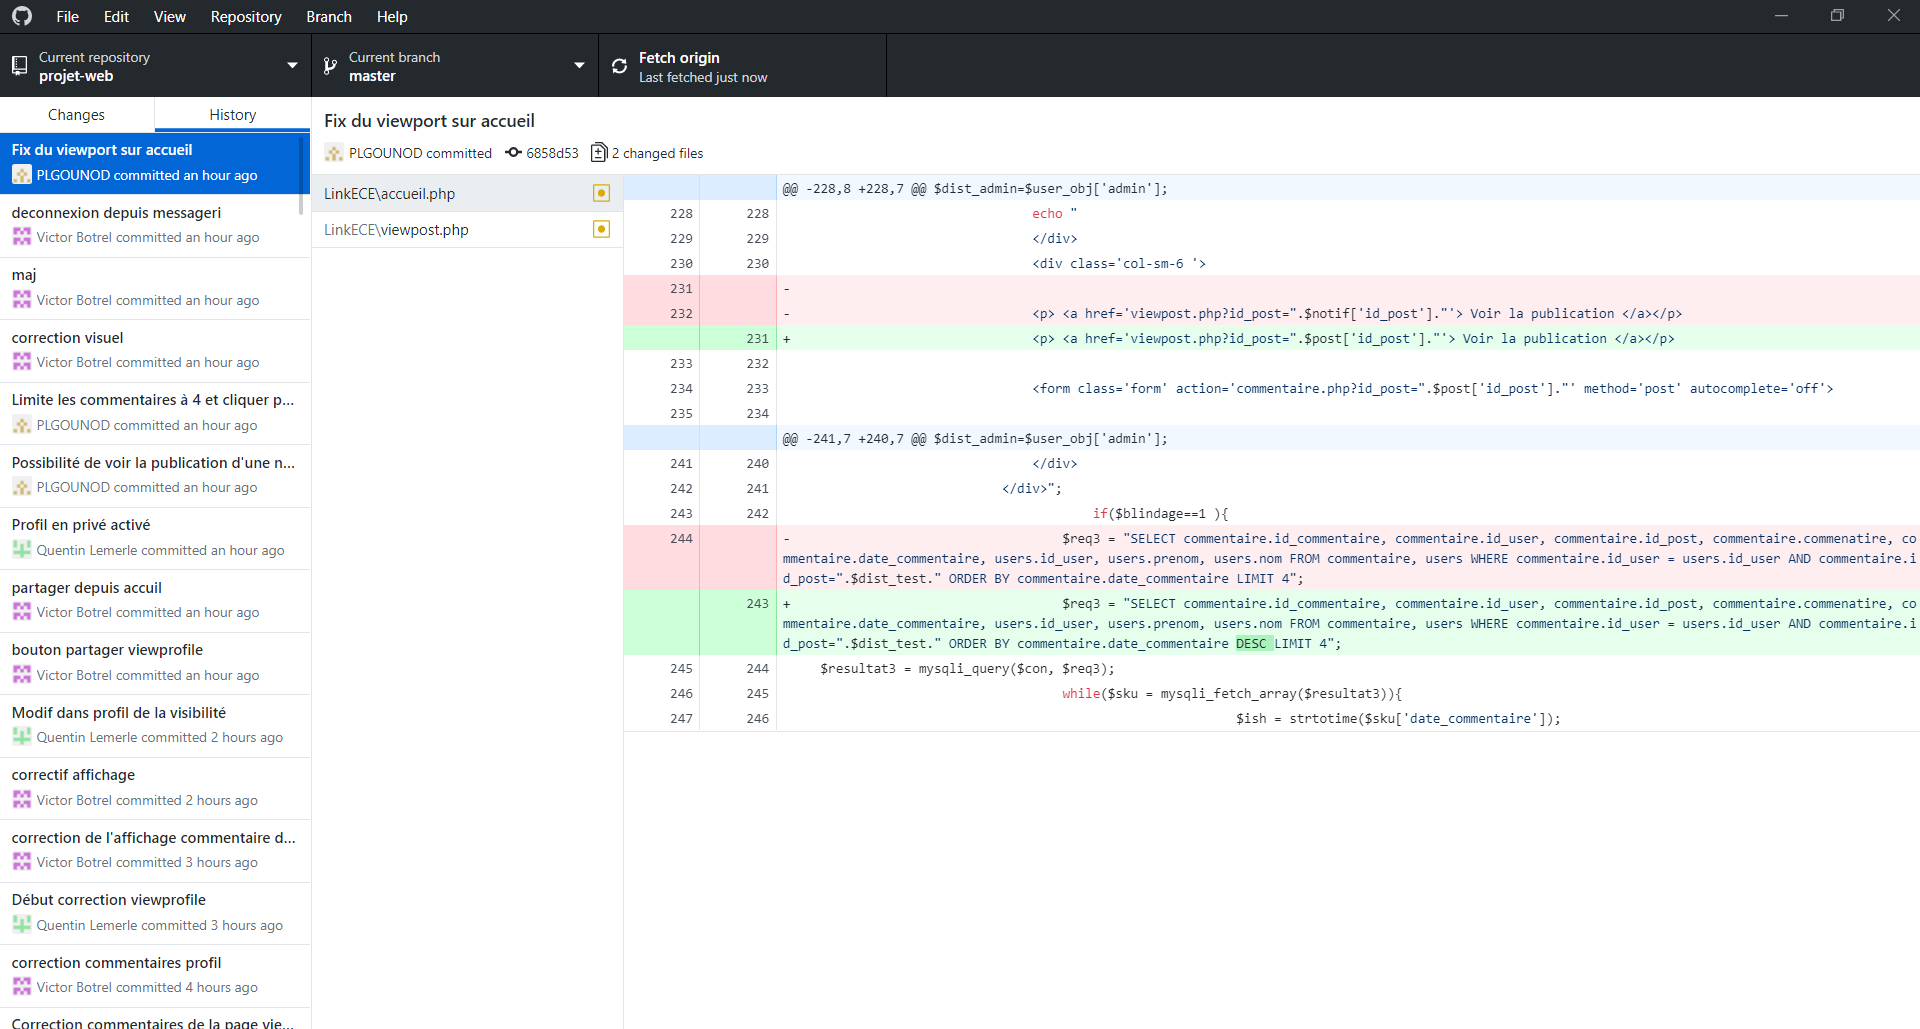 File Edit View Repository Branch Help
Current repository
projet-web
Current branch
master
Fetch origin
Last fetched just now
Changes
History
Fix du viewport sur accueil
PLGOUNOD committed an hour ago
deconnexion depuis messageri
Victor Botrel committed an hour ago
maj
Victor Botrel committed an hour ago
correction visuel
Victor Botrel committed an hour ago
Limite les commentaires à 4 et cliquer p...
PLGOUNOD committed an hour ago
Possibilité de voir la publication d'une n...
PLGOUNOD committed an hour ago
Profil en privé activé
Quentin Lemerle committed an hour ago
partager depuis accuil
Victor Botrel committed an hour ago
bouton partager viewprofile
Victor Botrel committed an hour ago
Modif dans profil de la visibilité
Quentin Lemerle committed 2 hours ago
correctif affichage
Victor Botrel committed 2 hours ago
correction de l'affichage commentaire d...
Victor Botrel committed 3 hours ago
Début correction viewprofile
Quentin Lemerle committed 3 hours ago
correction commentaires profil
Victor Botrel committed 4 hours ago
Correction commentaires de la page vie...
Fix du viewport sur accueil
PLGOUNOD committed 6858d53 2 changed files
LinkECE\accueil.php
LinkECE\viewpost.php
@@ -228,8 +228,7 @@ $dist_admin=$user_obj['admin'];
228 228 echo "
229 229 </div>
230 230 <div class='col-sm-6 '>
231 -
232 - <p> <a href='viewpost.php?id_post=".$notif['id_post']."'> Voir la publication </a></p>
231 + <p> <a href='viewpost.php?id_post=".$post['id_post']."'> Voir la publication </a></p>
233 232
234 233 <form class='form' action='commentaire.php?id_post=".$post['id_post']."' method='post' autocomplete='off'>
235 234
@@ -241,7 +240,7 @@ $dist_admin=$user_obj['admin'];
241 240 </div>
242 241 </div>";
243 242 if($blindage==1 ){
244 - $req3 = "SELECT commentaire.id_commentaire, commentaire.id_user, commentaire.id_post, commentaire.commenatire, co
mmentaire.date_commentaire, users.id_user, users.prenom, users.nom FROM commentaire, users WHERE commentaire.id_user = users.id_user AND commentaire.i
d_post=".$dist_test." ORDER BY commentaire.date_commentaire LIMIT 4";
243 + $req3 = "SELECT commentaire.id_commentaire, commentaire.id_user, commentaire.id_post, commentaire.commenatire, co
mmentaire.date_commentaire, users.id_user, users.prenom, users.nom FROM commentaire, users WHERE commentaire.id_user = users.id_user AND commentaire.i
d_post=".$dist_test." ORDER BY commentaire.date_commentaire DESC LIMIT 4";
245 244 $resultat3 = mysqli_query($con, $req3);
246 245 while($sku = mysqli_fetch_array($resultat3)){
247 246 $ish = strtotime($sku['date_commentaire']);